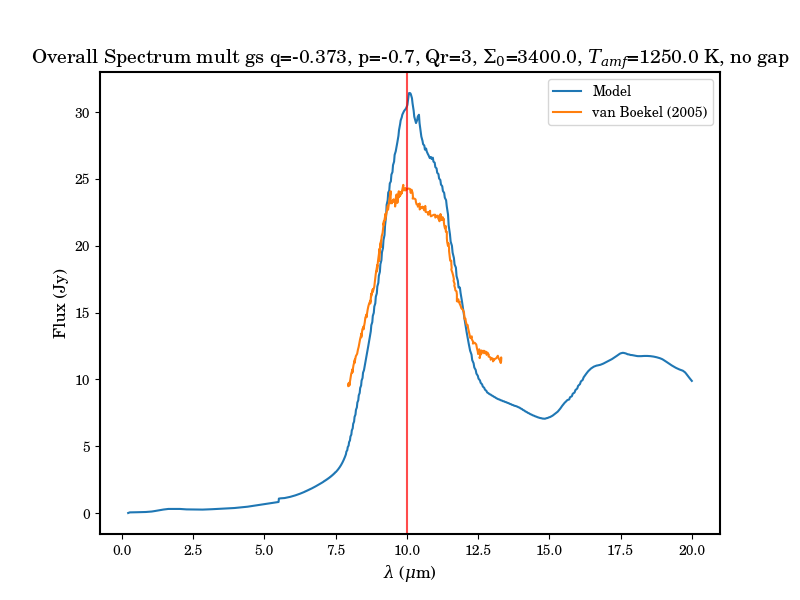 Overall Spectrum mult gs q=-0.373, p=-0.7, Qr=3, Σ₀=3400.0, T_amf=1250.0 K, no gap
Model
van Boekel (2005)
30
25
20
15
10
5
0
Flux (Jy)
0.0 2.5 5.0 7.5 10.0 12.5 15.0 17.5 20.0
λ (μm)